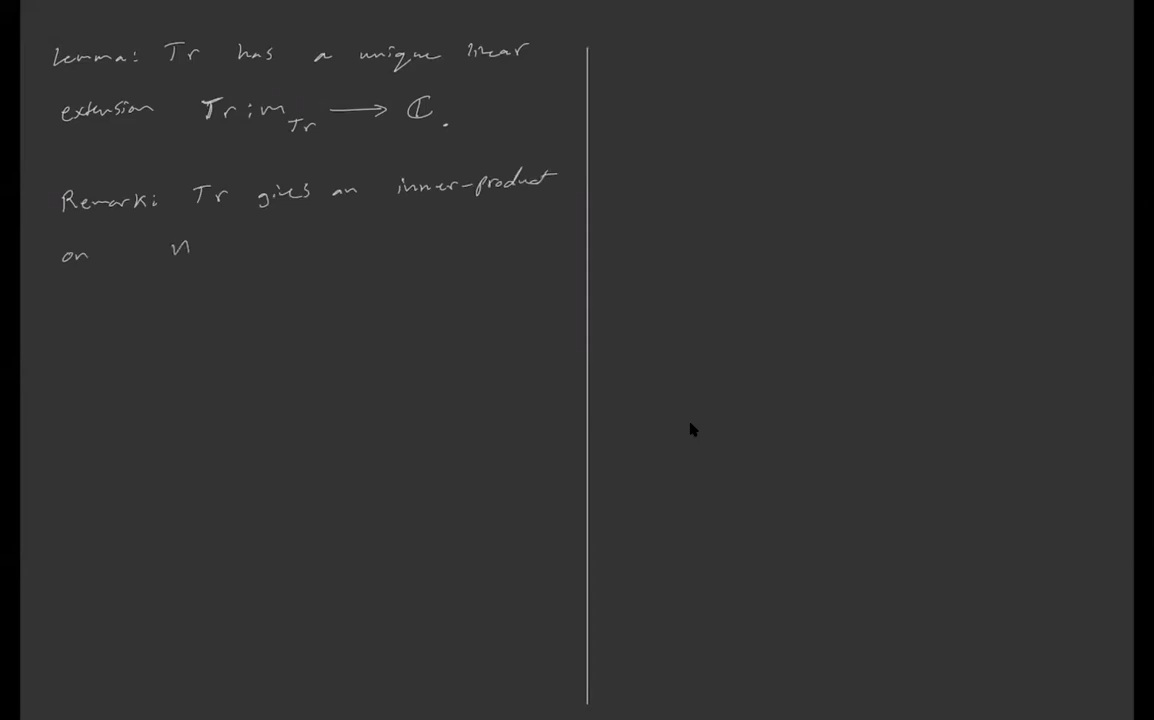 Lemma: Tr has a unique linear
extension Tr : m_Tr ⟶ ℂ.
Remark: Tr gives an inner-product
on n